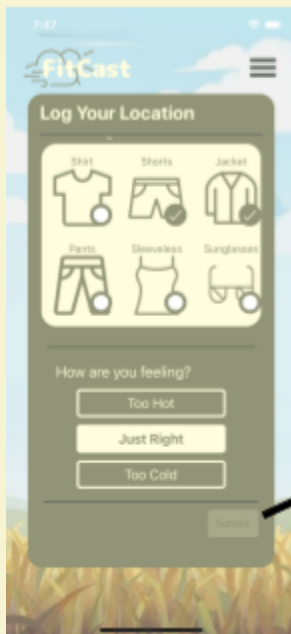 7:47
FitCast
Log Your Location
Shirt Shorts Jacket
Pants Sleeveless Sunglasses
How are you feeling?
Too Hot
Just Right
Too Cold
Submit